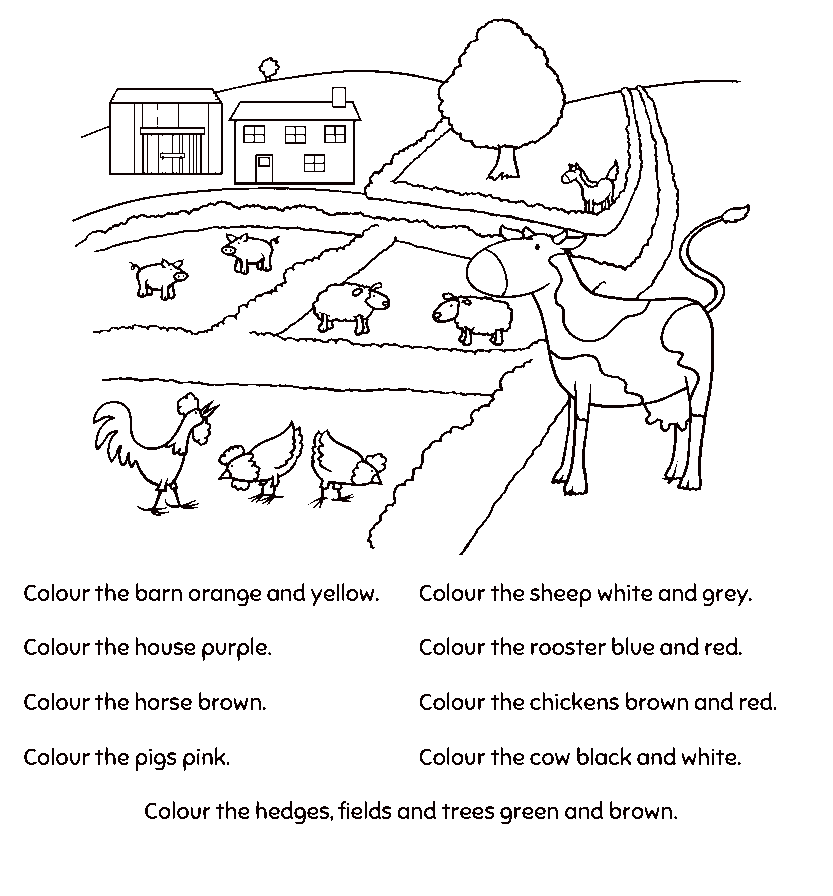 Colour the barn orange and yellow.
Colour the house purple.
Colour the horse brown.
Colour the pigs pink.
Colour the sheep white and grey.
Colour the rooster blue and red.
Colour the chickens brown and red.
Colour the cow black and white.
Colour the hedges, fields and trees green and brown.